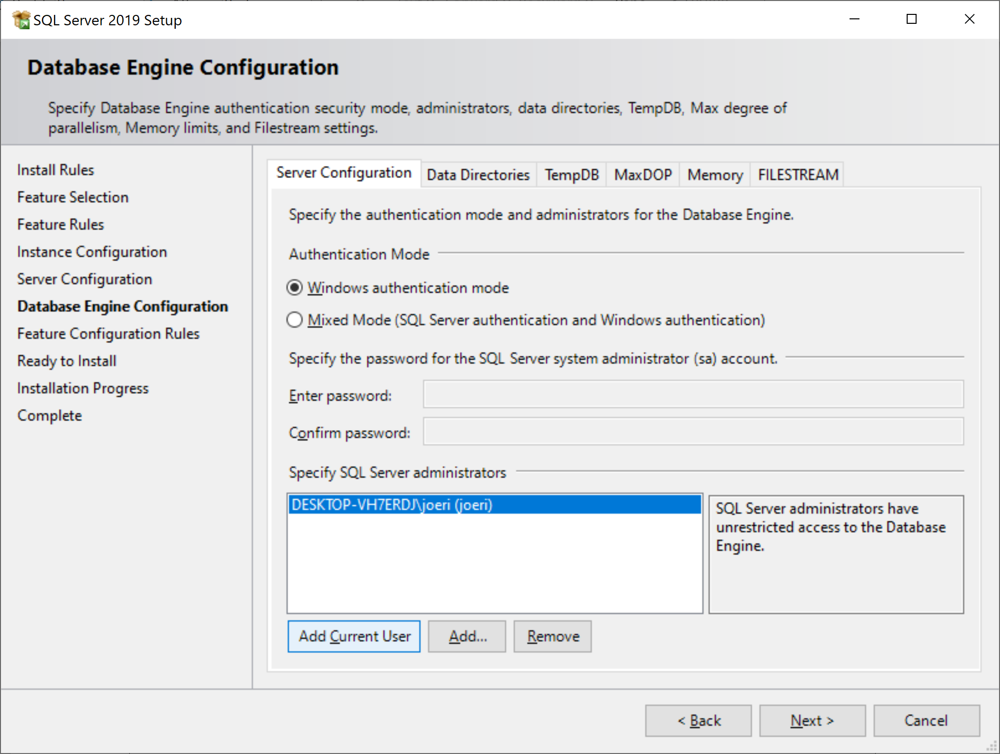 SQL Server 2019 Setup
Database Engine Configuration
Specify Database Engine authentication security mode, administrators, data directories, TempDB, Max degree of
parallelism, Memory limits, and Filestream settings.
Install Rules
Feature Selection
Feature Rules
Instance Configuration
Server Configuration
Database Engine Configuration
Feature Configuration Rules
Ready to Install
Installation Progress
Complete
Server Configuration Data Directories TempDB MaxDOP Memory FILESTREAM
Specify the authentication mode and administrators for the Database Engine.
Authentication Mode
Windows authentication mode
Mixed Mode (SQL Server authentication and Windows authentication)
Specify the password for the SQL Server system administrator (sa) account.
Enter password:
Confirm password:
Specify SQL Server administrators
DESKTOP-VH7ERDJ\joeri (joeri)
SQL Server administrators have
unrestricted access to the Database
Engine.
Add Current User Add... Remove
< Back Next > Cancel